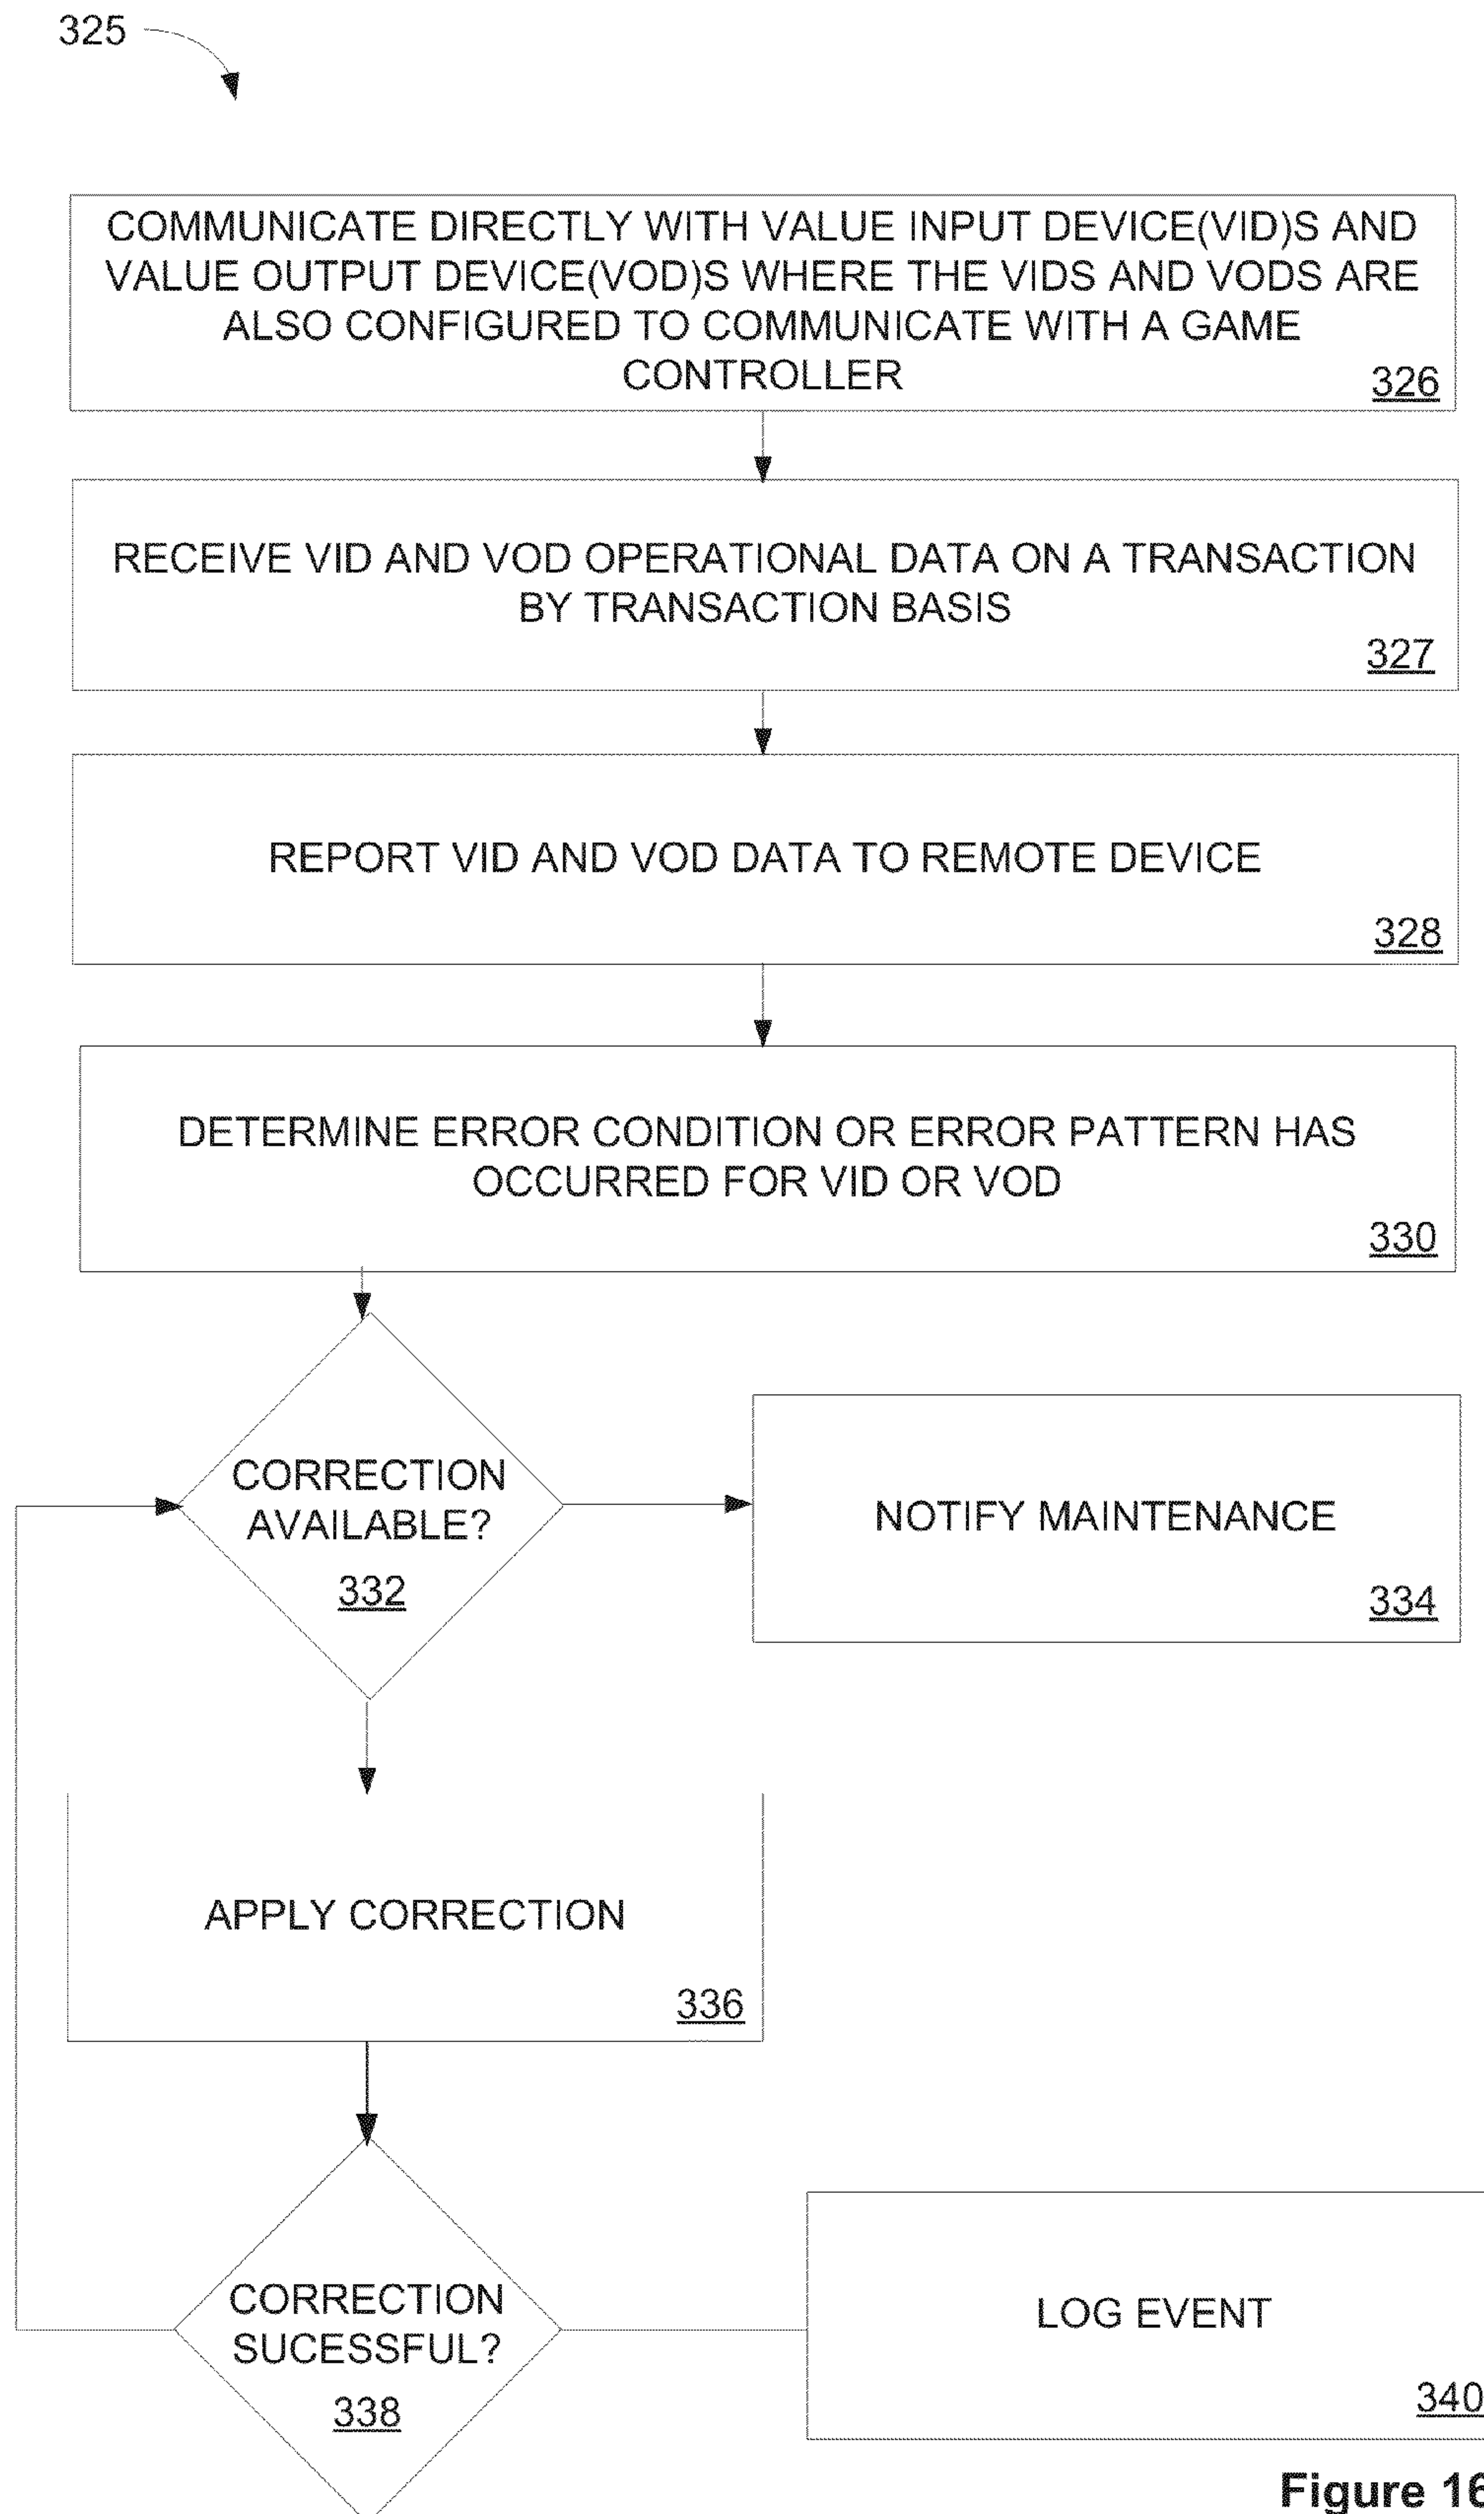 325
COMMUNICATE DIRECTLY WITH VALUE INPUT DEVICE(VID)S AND
VALUE OUTPUT DEVICE(VOD)S WHERE THE VIDS AND VODS ARE
ALSO CONFIGURED TO COMMUNICATE WITH A GAME
CONTROLLER
326
RECEIVE VID AND VOD OPERATIONAL DATA ON A TRANSACTION
BY TRANSACTION BASIS
327
REPORT VID AND VOD DATA TO REMOTE DEVICE
328
DETERMINE ERROR CONDITION OR ERROR PATTERN HAS
OCCURRED FOR VID OR VOD
330
CORRECTION
AVAILABLE?
332
NOTIFY MAINTENANCE
334
APPLY CORRECTION
336
CORRECTION
SUCESSFUL?
338
LOG EVENT
340
Figure 16